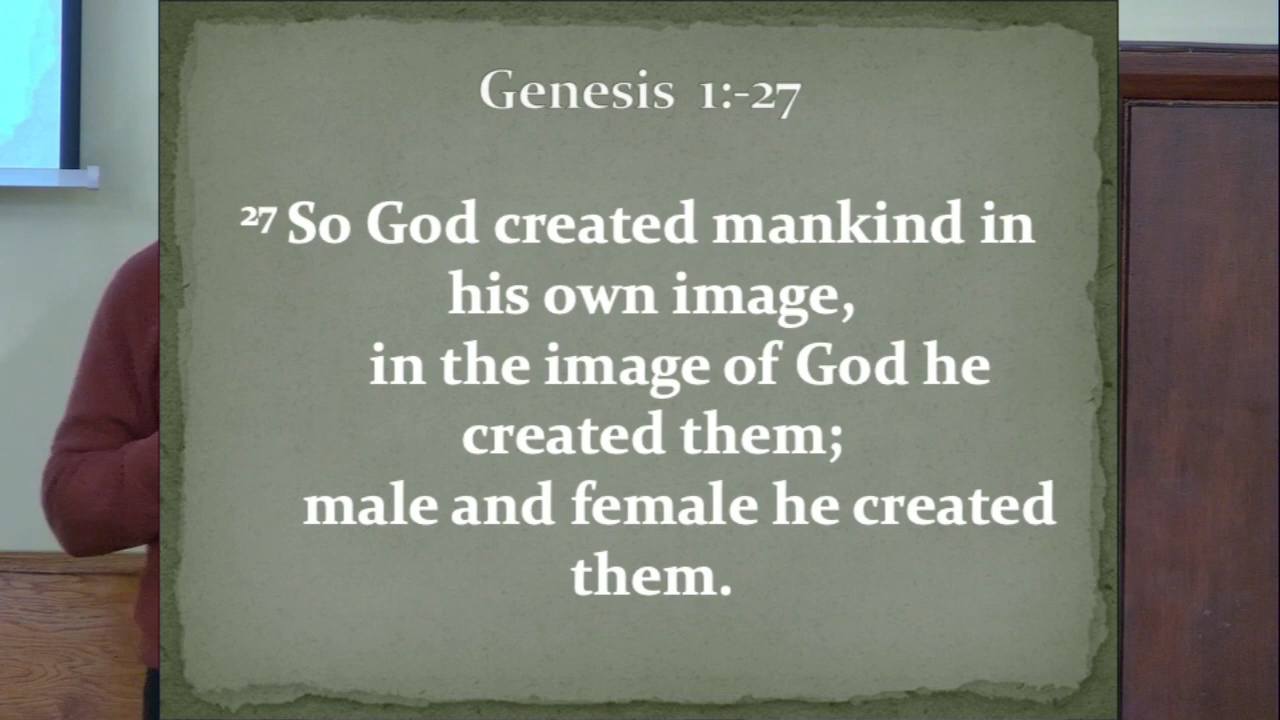 Genesis 1:-27
27 So God created mankind in
his own image,
in the image of God he
created them;
male and female he created
them.